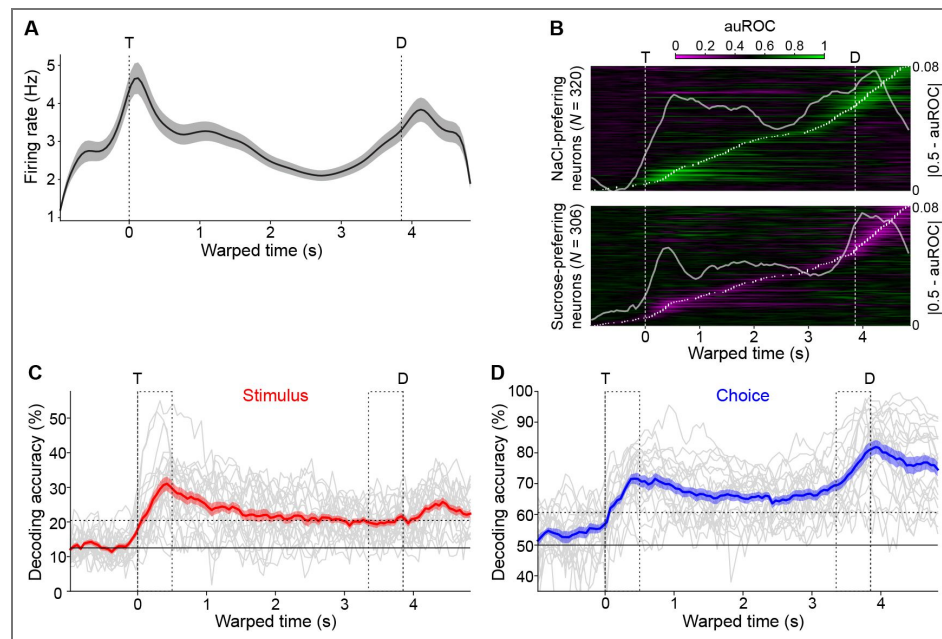 A
T
D
Firing rate (Hz)
5
4
3
2
1
0
1
2
3
4
Warped time (s)
B
auROC
0
0.2
0.4
0.6
0.8
1
T
D
NaCl-preferring
neurons (N = 320)
0.08
|0.5 - auROC|
0
Sucrose-preferring
neurons (N = 306)
0.08
|0.5 - auROC|
0
0
1
2
3
4
Warped time (s)
C
T
D
Stimulus
Decoding accuracy (%)
50
40
30
20
10
0
0
1
2
3
4
Warped time (s)
D
T
D
Choice
Decoding accuracy (%)
100
90
80
70
60
50
40
0
1
2
3
4
Warped time (s)